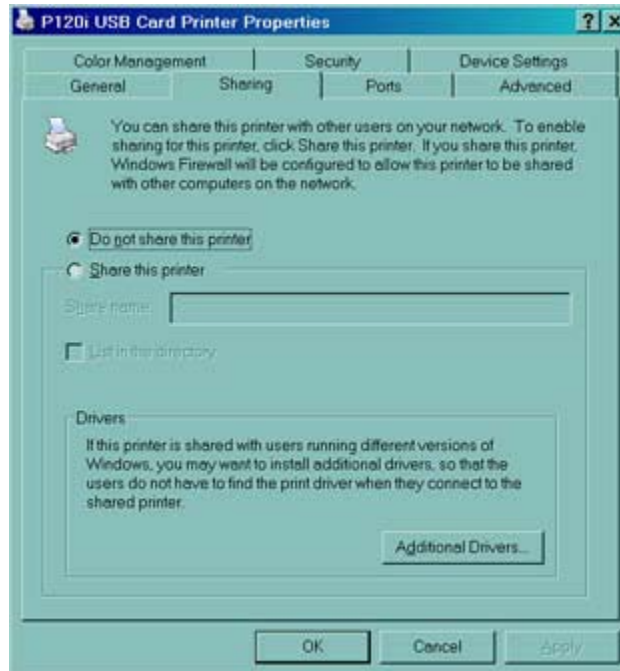 P120i USB Card Printer Properties
Color Management Security Device Settings
General Sharing Ports Advanced
You can share this printer with other users on your network. To enable
sharing for this printer, click Share this printer. If you share this printer,
Windows Firewall will be configured to allow this printer to be shared
with other computers on the network.
Do not share this printer
Share this printer
Share name:
List in the directory
Drivers
If this printer is shared with users running different versions of
Windows, you may want to install additional drivers, so that the
users do not have to find the print driver when they connect to the
shared printer.
Additional Drivers...
OK Cancel Apply